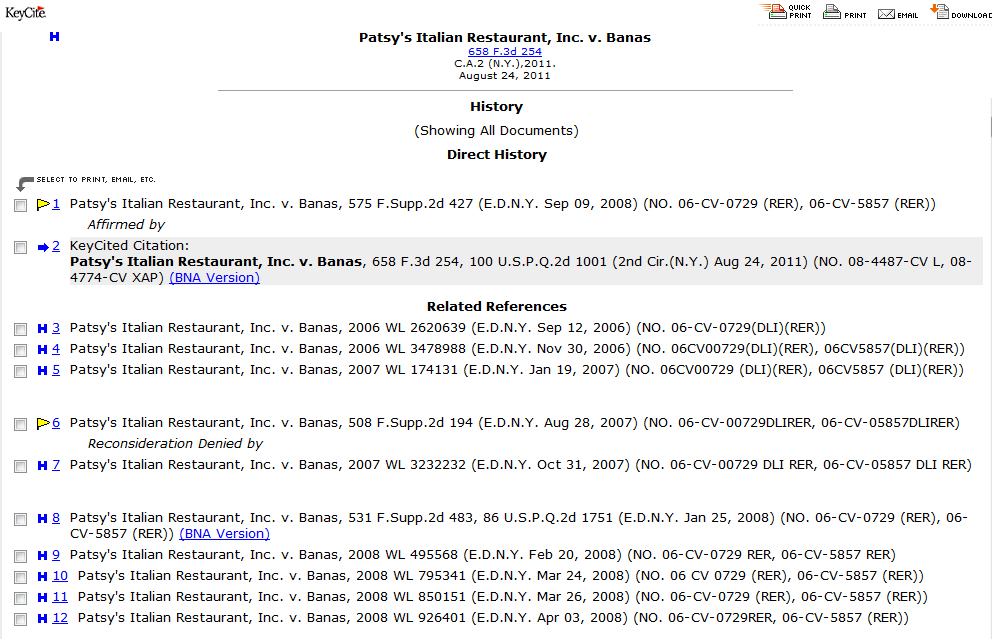 KeyCite.
QUICK PRINT
PRINT
EMAIL
DOWNLOAD
H
Patsy's Italian Restaurant, Inc. v. Banas
658 F.3d 254
C.A.2 (N.Y.),2011.
August 24, 2011
History
(Showing All Documents)
Direct History
SELECT TO PRINT, EMAIL, ETC.
1 Patsy's Italian Restaurant, Inc. v. Banas, 575 F.Supp.2d 427 (E.D.N.Y. Sep 09, 2008) (NO. 06-CV-0729 (RER), 06-CV-5857 (RER))
Affirmed by
2 KeyCited Citation:
Patsy's Italian Restaurant, Inc. v. Banas, 658 F.3d 254, 100 U.S.P.Q.2d 1001 (2nd Cir.(N.Y.) Aug 24, 2011) (NO. 08-4487-CV L, 08-
4774-CV XAP) (BNA Version)
Related References
H 3 Patsy's Italian Restaurant, Inc. v. Banas, 2006 WL 2620639 (E.D.N.Y. Sep 12, 2006) (NO. 06-CV-0729(DLI)(RER))
H 4 Patsy's Italian Restaurant, Inc. v. Banas, 2006 WL 3478988 (E.D.N.Y. Nov 30, 2006) (NO. 06CV00729(DLI)(RER), 06CV5857(DLI)(RER))
H 5 Patsy's Italian Restaurant, Inc. v. Banas, 2007 WL 174131 (E.D.N.Y. Jan 19, 2007) (NO. 06CV00729 (DLI)(RER), 06CV5857 (DLI)(RER))
6 Patsy's Italian Restaurant, Inc. v. Banas, 508 F.Supp.2d 194 (E.D.N.Y. Aug 28, 2007) (NO. 06-CV-00729DLIRER, 06-CV-05857DLIRER)
Reconsideration Denied by
H 7 Patsy's Italian Restaurant, Inc. v. Banas, 2007 WL 3232232 (E.D.N.Y. Oct 31, 2007) (NO. 06-CV-00729 DLI RER, 06-CV-05857 DLI RER)
H 8 Patsy's Italian Restaurant, Inc. v. Banas, 531 F.Supp.2d 483, 86 U.S.P.Q.2d 1751 (E.D.N.Y. Jan 25, 2008) (NO. 06-CV-0729 (RER), 06-
CV-5857 (RER)) (BNA Version)
H 9 Patsy's Italian Restaurant, Inc. v. Banas, 2008 WL 495568 (E.D.N.Y. Feb 20, 2008) (NO. 06-CV-0729 RER, 06-CV-5857 RER)
H 10 Patsy's Italian Restaurant, Inc. v. Banas, 2008 WL 795341 (E.D.N.Y. Mar 24, 2008) (NO. 06 CV 0729 (RER), 06-CV-5857 (RER))
H 11 Patsy's Italian Restaurant, Inc. v. Banas, 2008 WL 850151 (E.D.N.Y. Mar 26, 2008) (NO. 06-CV-0729 (RER), 06-CV-5857 (RER))
H 12 Patsy's Italian Restaurant, Inc. v. Banas, 2008 WL 926401 (E.D.N.Y. Apr 03, 2008) (NO. 06-CV-0729RER, 06-CV-5857 (RER))